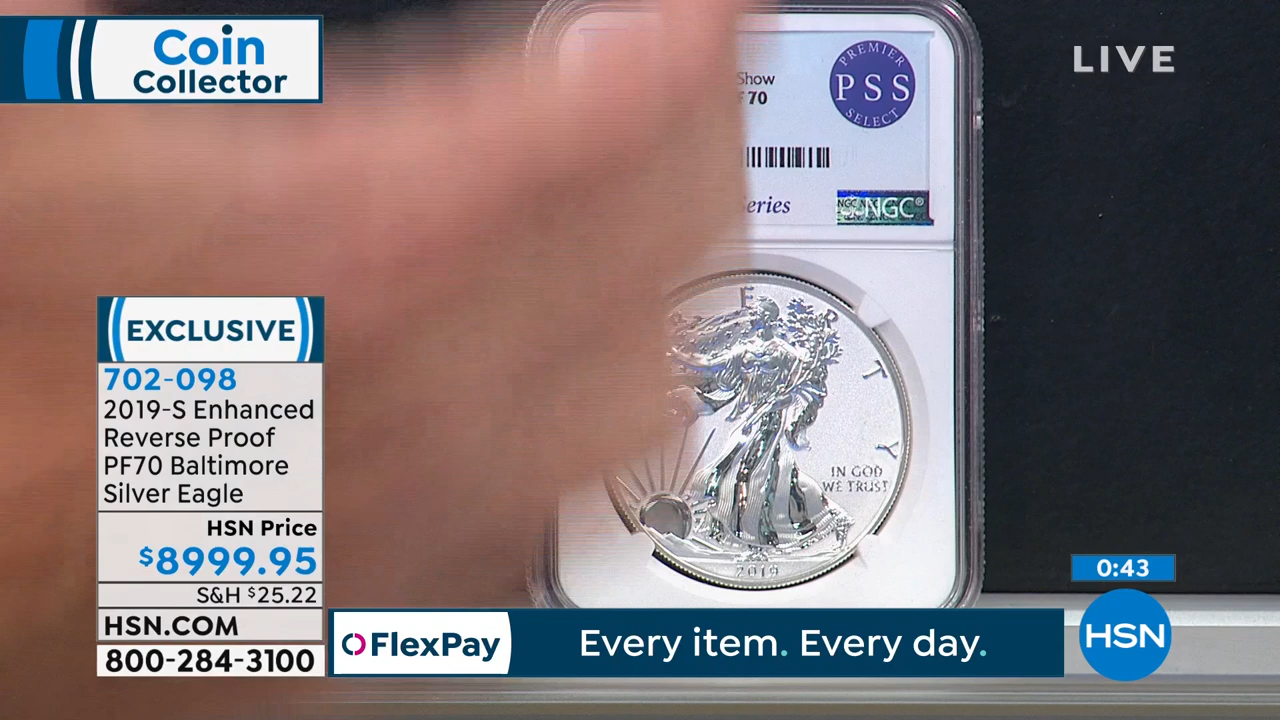 Coin
Collector
LIVE
Show
70
PREMIER
PSS
SELECT
eries
NGC®
E R T Y
IN GOD
WE TRUST
2019
EXCLUSIVE
702-098
2019-S Enhanced
Reverse Proof
PF70 Baltimore
Silver Eagle
HSN Price
$8999.95
S&H $25.22
HSN.COM
800-284-3100
FlexPay
Every item. Every day.
0:43
HSN